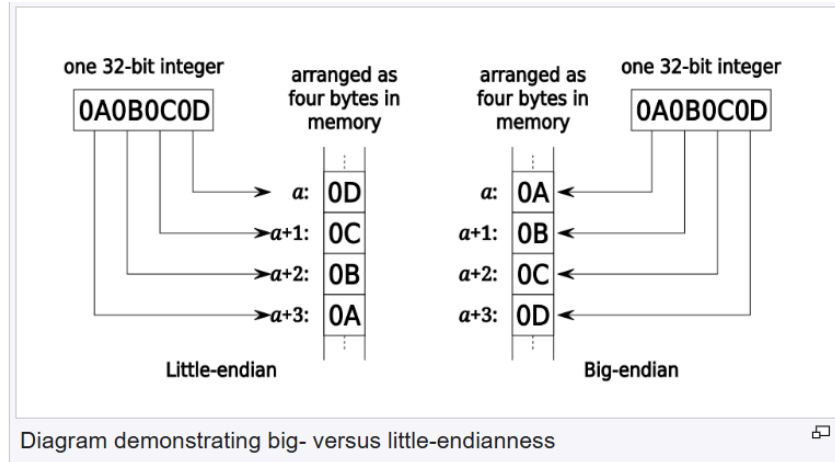 one 32-bit integer
0A0B0C0D
arranged as
four bytes in
memory
a: 0D
a+1: 0C
a+2: 0B
a+3: 0A
Little-endian
arranged as
four bytes in
memory
one 32-bit integer
0A0B0C0D
a: 0A
a+1: 0B
a+2: 0C
a+3: 0D
Big-endian
Diagram demonstrating big- versus little-endianness